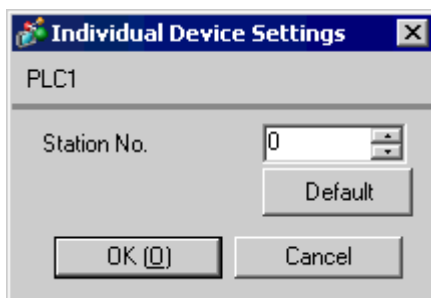 Individual Device Settings
PLC1
Station No. 0
Default
OK (O) Cancel